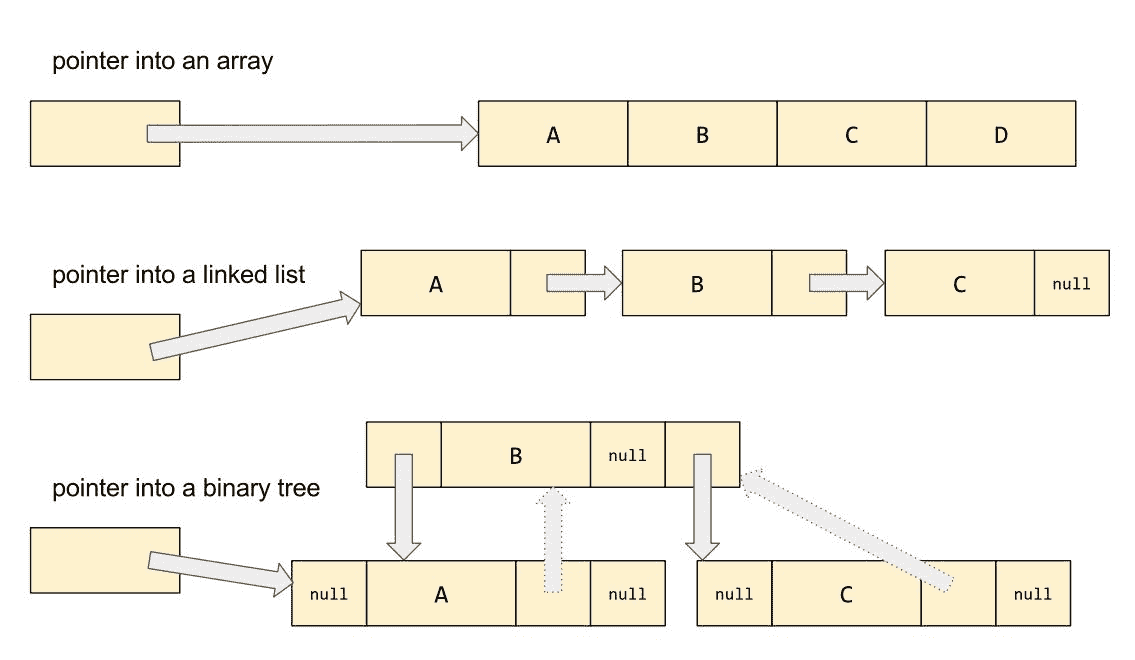 pointer into an array
A B C D
pointer into a linked list
A B C null
pointer into a binary tree
B null
null A null null C null